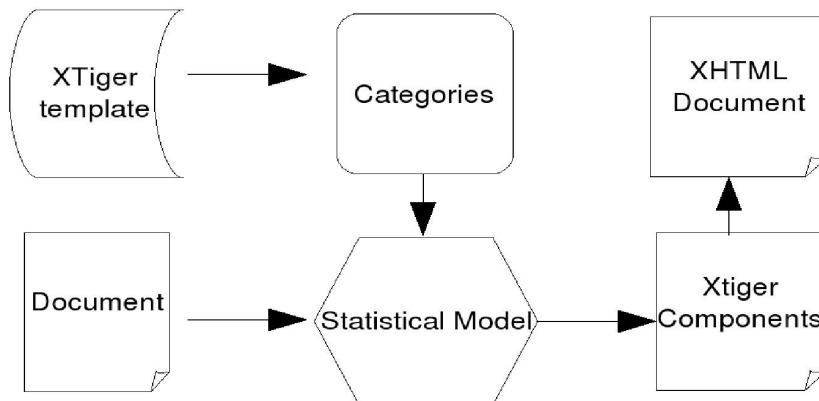 XTiger
template
Categories
XHTML
Document
Document
Statistical Model
Xtiger
Components